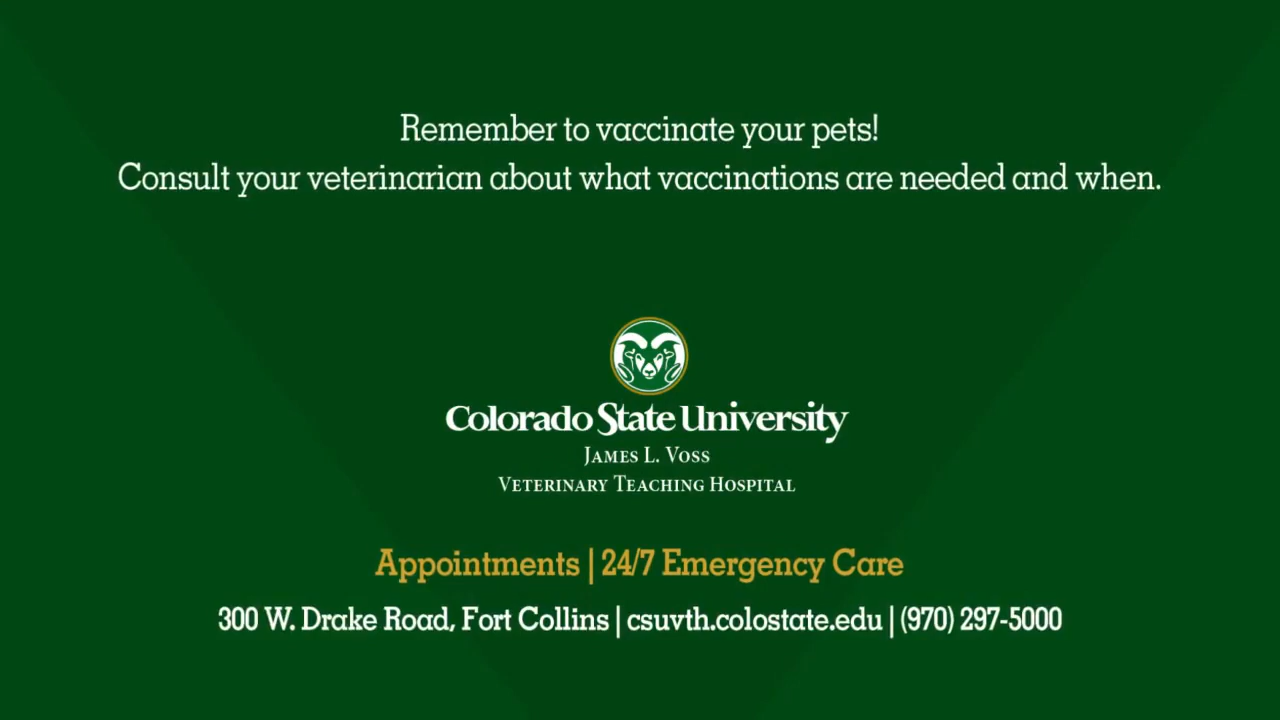 Remember to vaccinate your pets!
Consult your veterinarian about what vaccinations are needed and when.
Colorado State University
James L. Voss
Veterinary Teaching Hospital
Appointments | 24/7 Emergency Care
300 W. Drake Road, Fort Collins | csuvth.colostate.edu | (970) 297-5000